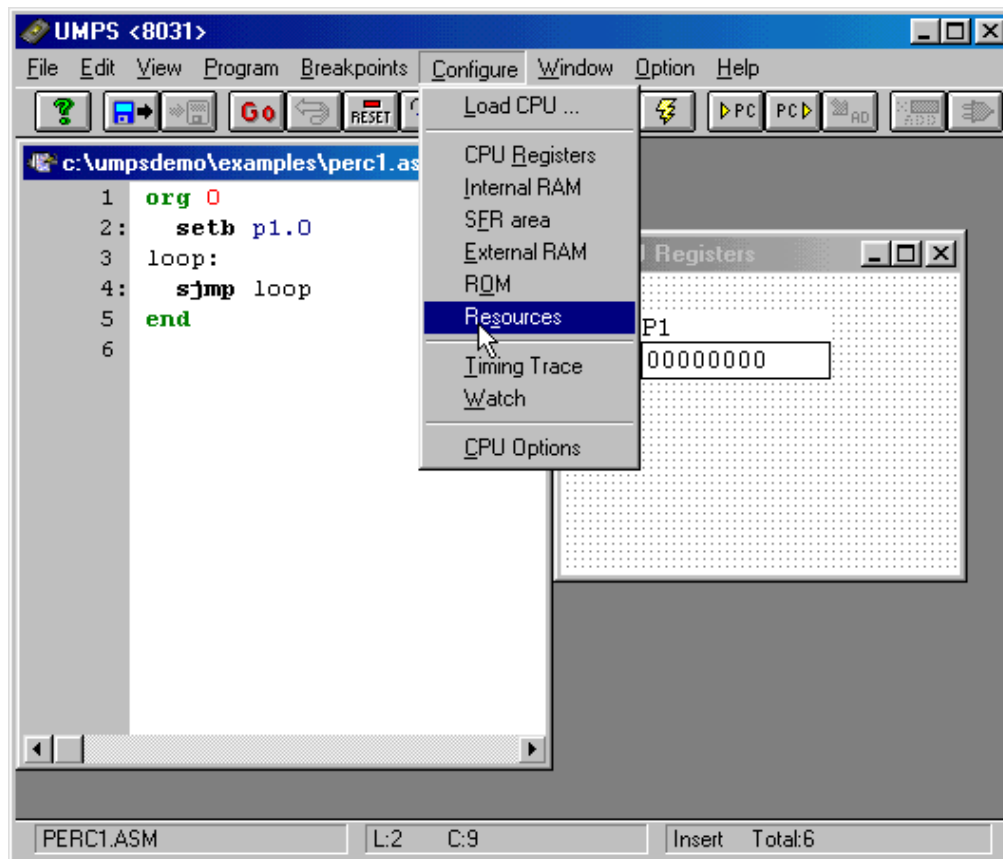 UMPS <8031>
File Edit View Program Breakpoints Configure Window Option Help
Go RESET PC PC AD ADD
Load CPU ...
CPU Registers
Internal RAM
SFR area
External RAM
ROM
Resources
Timing Trace
Watch
CPU Options
c:\umpsdemo\examples\perc1.as
1 org 0
2: setb p1.0
3 loop:
4: sjmp loop
5 end
6
Registers
P1
00000000
PERC1.ASM L:2 C:9 Insert Total:6